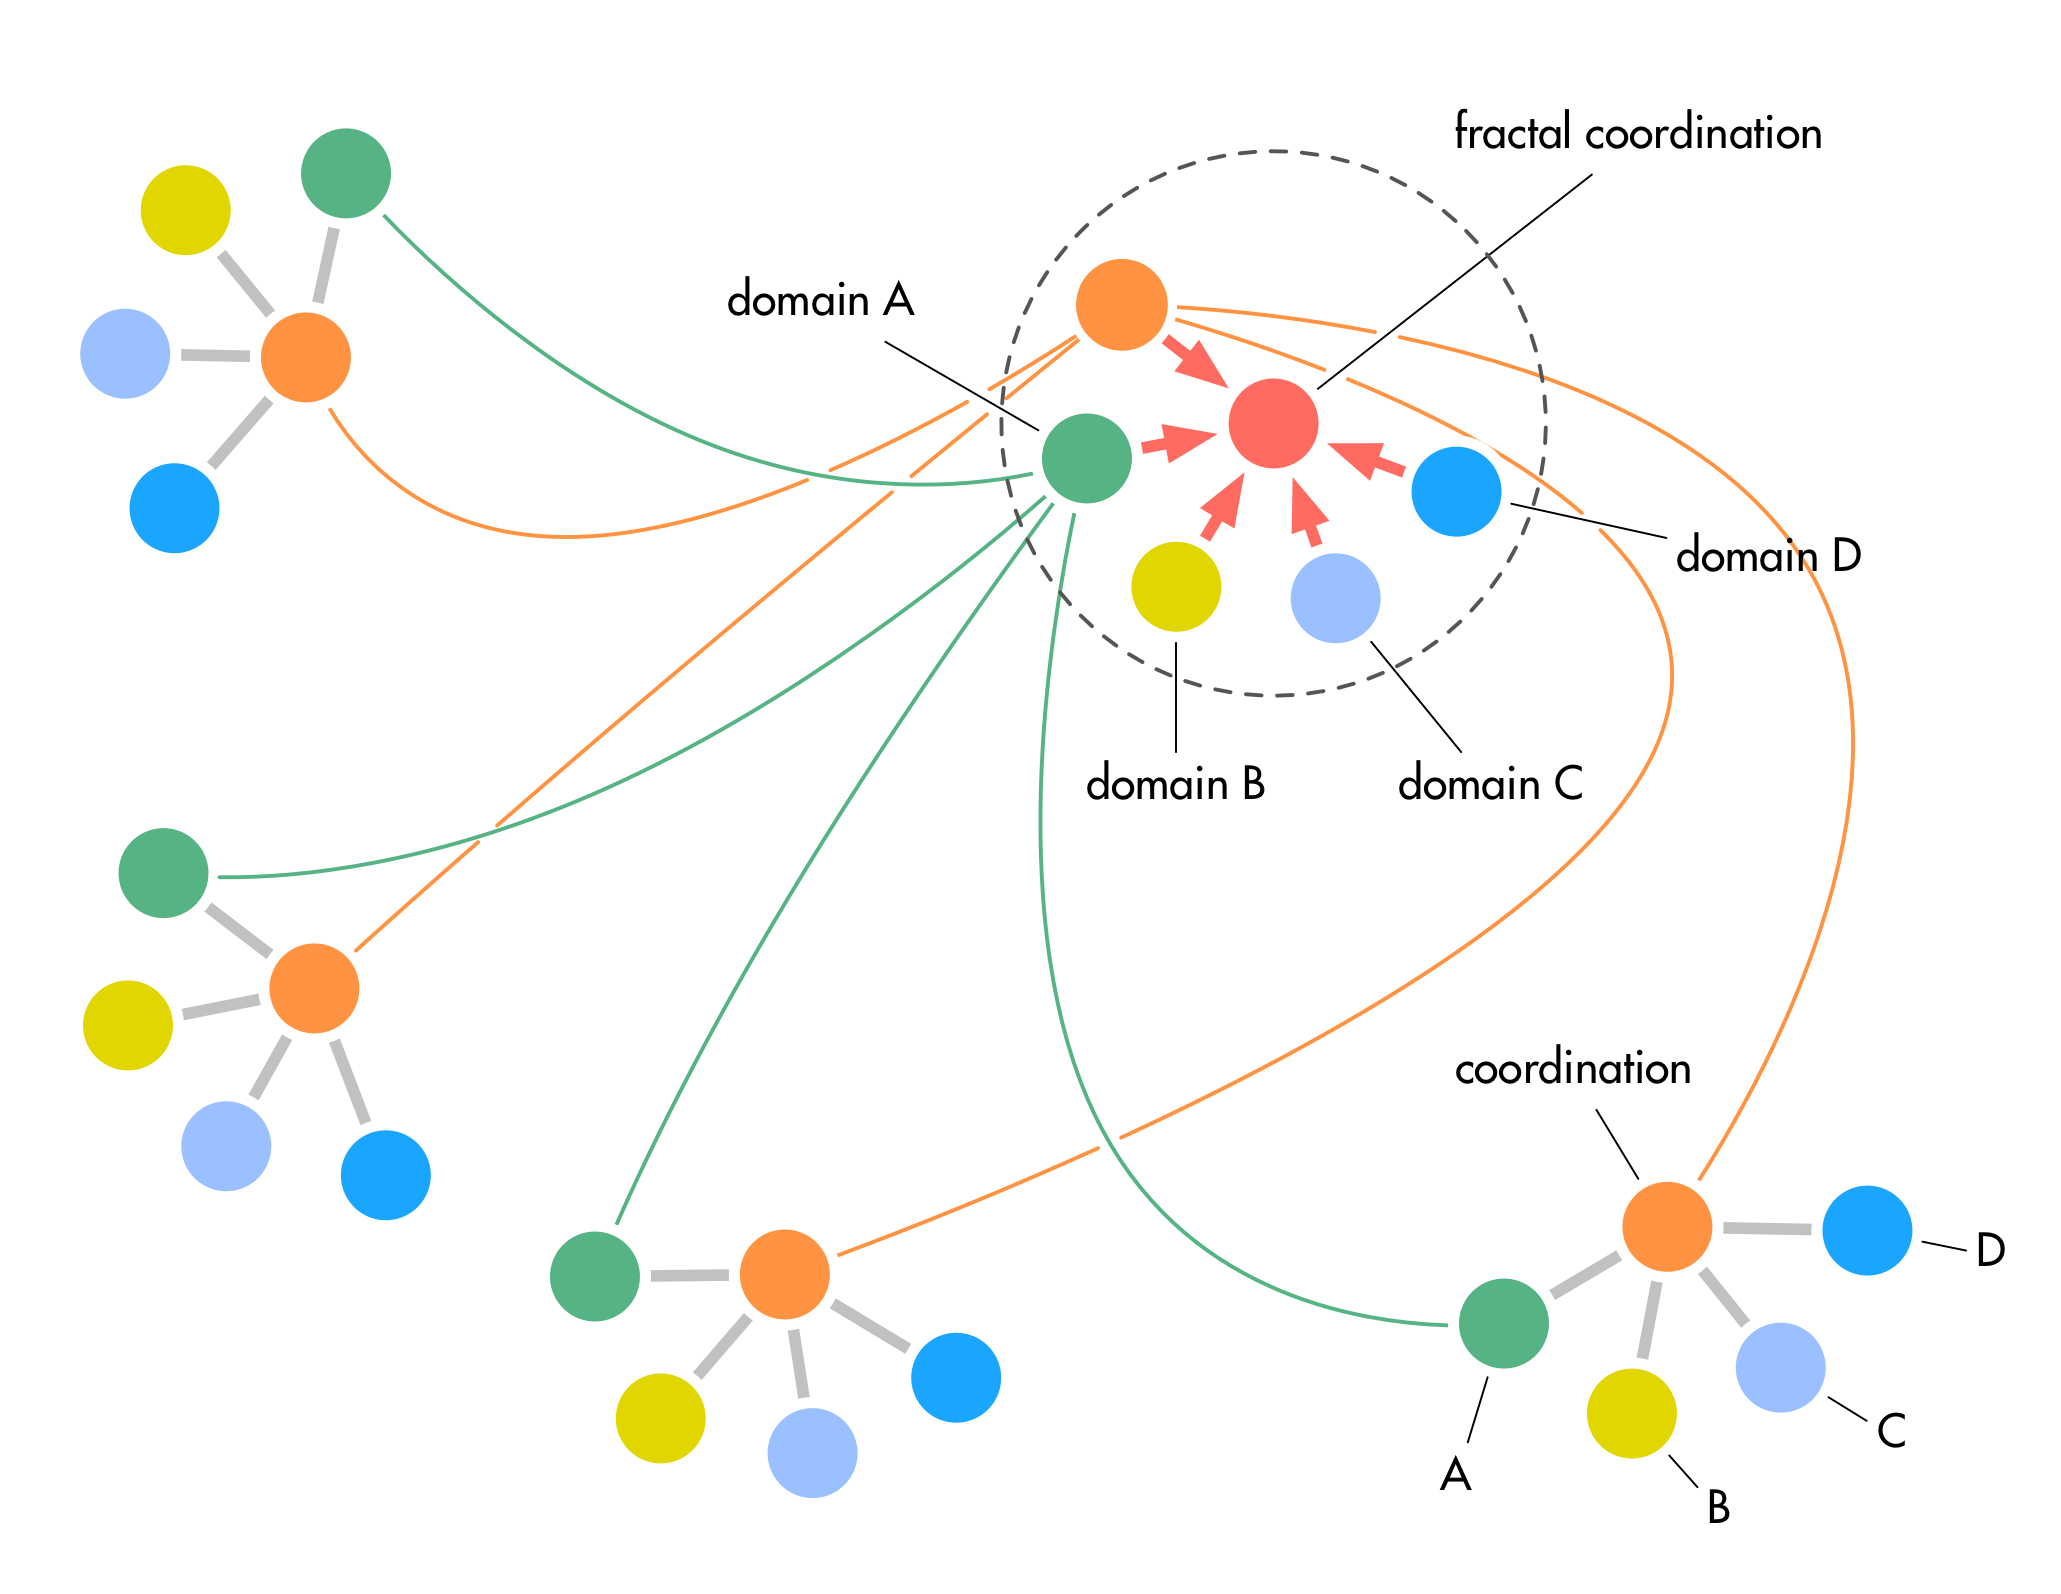 fractal coordination
domain A
domain D
domain B
domain C
coordination
D
C
A
B